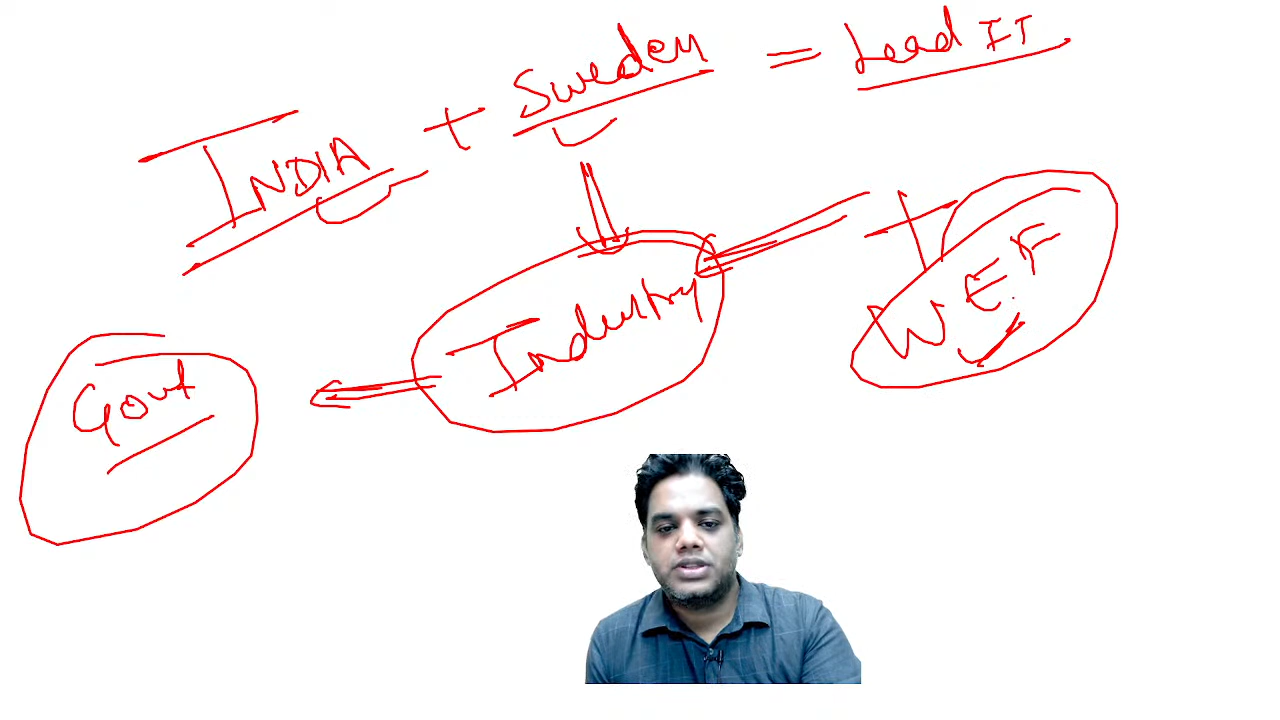 INDIA + Sweden = Lead IT
+ WEF
Industry
Govt